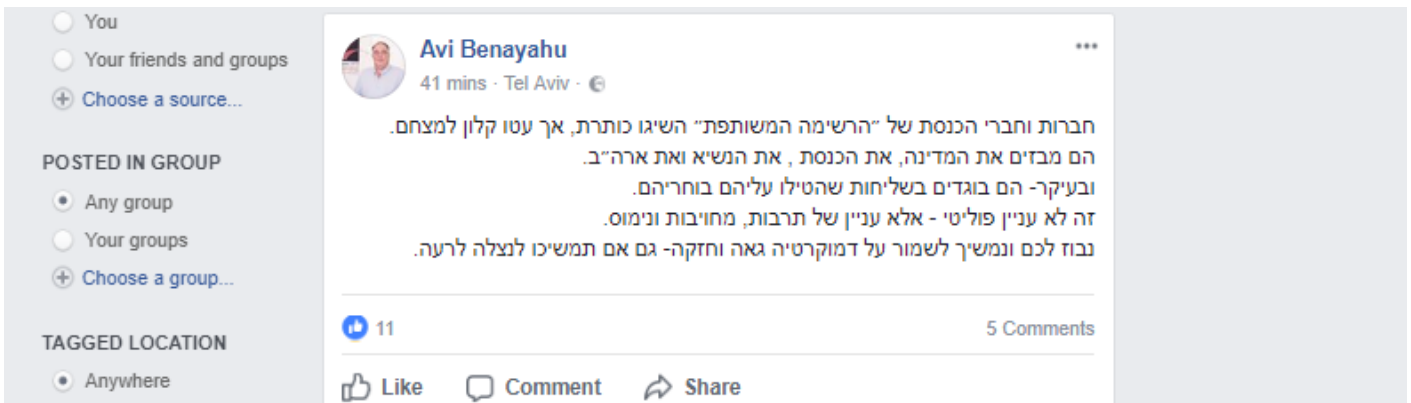 You
Your friends and groups
Choose a source...
POSTED IN GROUP
Any group
Your groups
Choose a group...
TAGGED LOCATION
Anywhere
Avi Benayahu
41 mins · Tel Aviv ·
חברות וחברי הכנסת של ״הרשימה המשותפת״ השיגו כותרת, אך עטו קלון למצחם.
הם מבזים את המדינה, את הכנסת , את הנשיא ואת ארה״ב.
ובעיקר- הם בוגדים בשליחות שהטילו עליהם בוחריהם.
זה לא עניין פוליטי - אלא עניין של תרבות, מחויבות ונימוס.
נבוז לכם ונמשיך לשמור על דמוקרטיה גאה וחזקה- גם אם תמשיכו לנצלה לרעה.
11
5 Comments
Like Comment Share